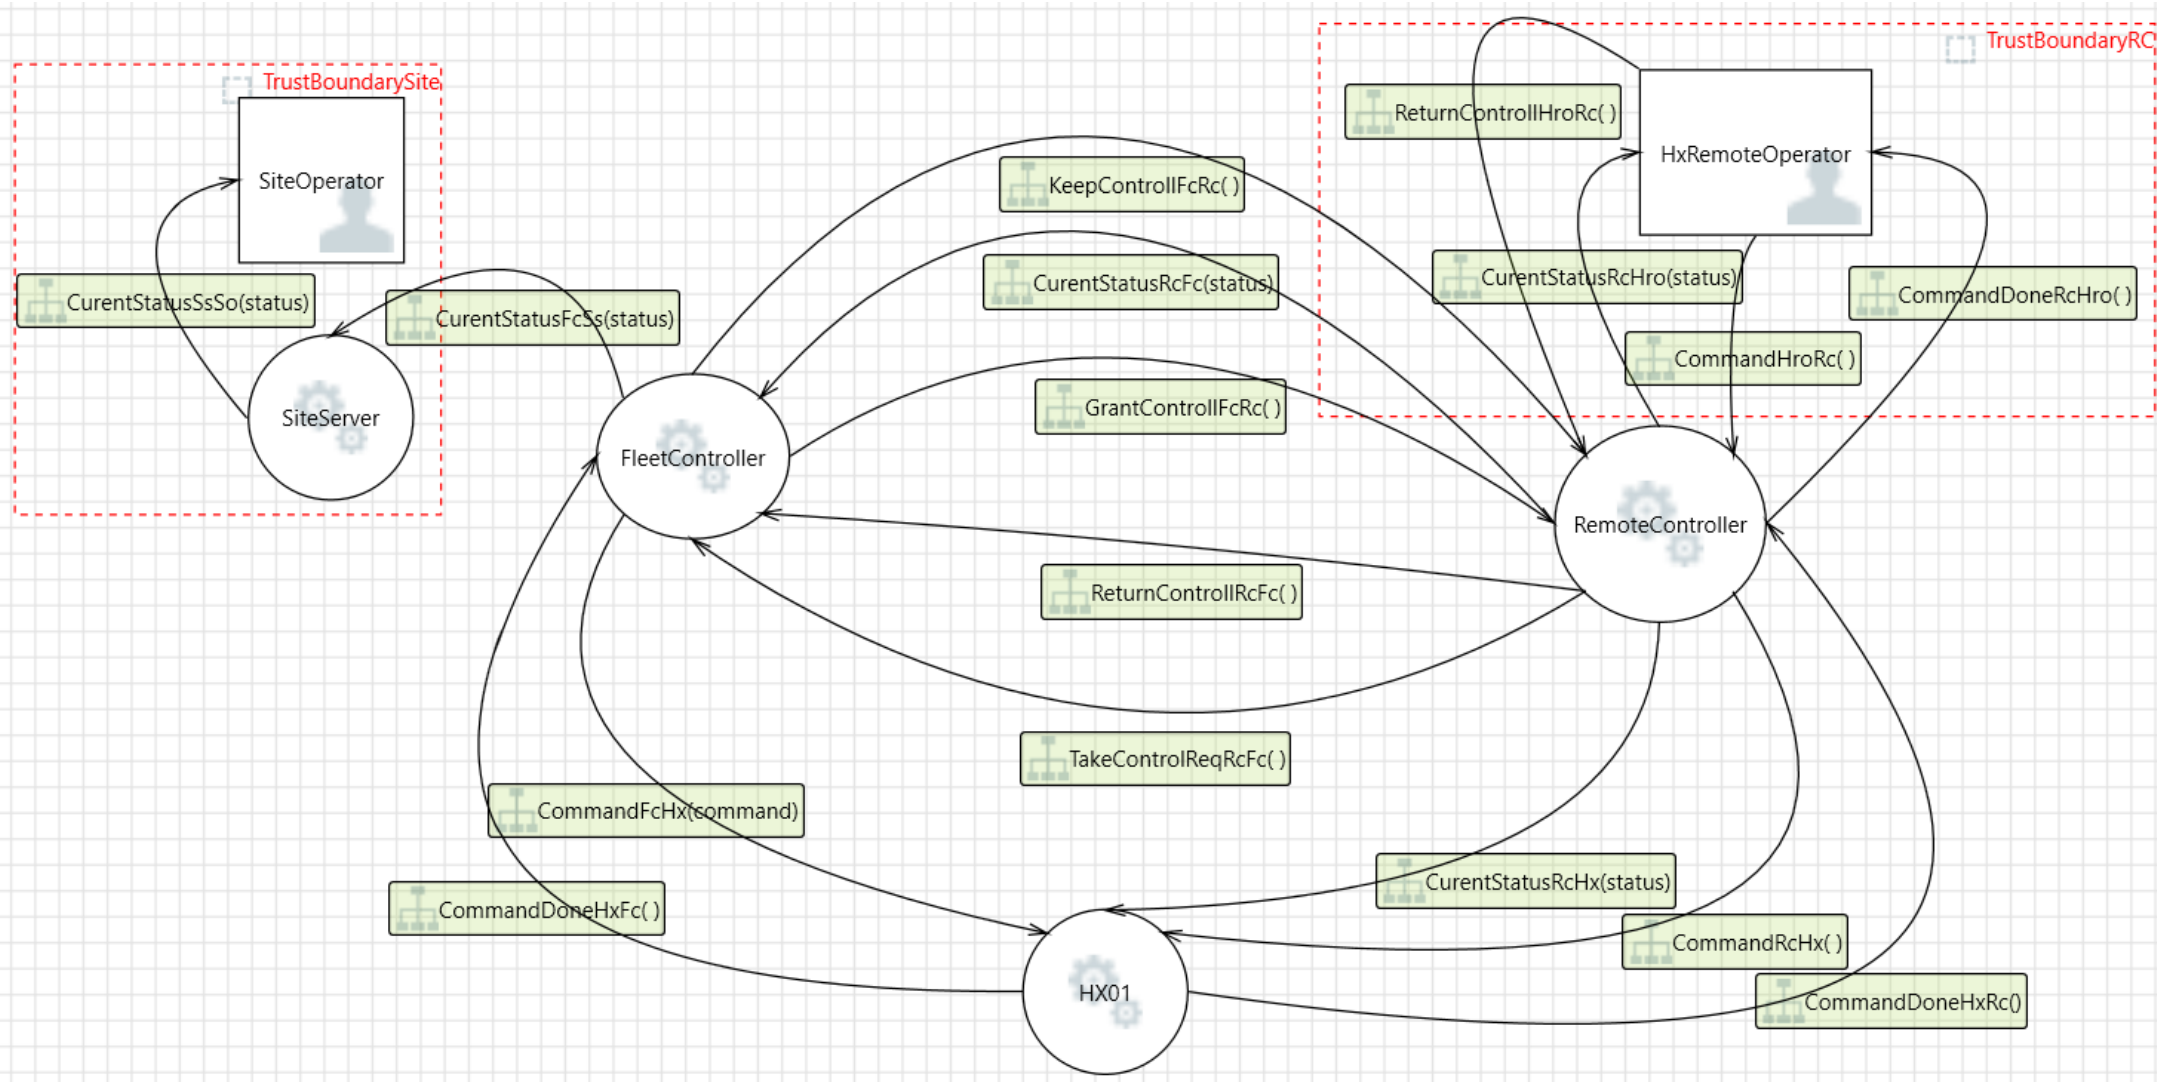 TrustBoundaryRC
TrustBoundarySite
ReturnControllHroRc( )
HxRemoteOperator
SiteOperator
KeepControllFcRc( )
CurentStatusRcFc(status)
CurentStatusRcHro(status)
CommandDoneRcHro( )
CurentStatusSsSo(status)
CurentStatusFcSs(status)
CommandHroRc( )
GrantControllFcRc( )
SiteServer
FleetController
RemoteController
ReturnControllRcFc( )
TakeControlReqRcFc( )
CommandFcHx(command)
CurentStatusRcHx(status)
CommandDoneHxFc( )
CommandRcHx( )
HX01
CommandDoneHxRc()